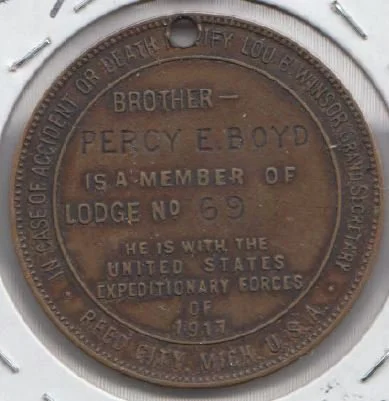 IN CASE OF ACCIDENT OR DEATH NOTIFY LOU B. WINSOR, GRAND SECRETARY
BROTHER—
PERCY E. BOYD
IS A MEMBER OF
LODGE No 69
HE IS WITH THE
UNITED STATES
EXPEDITIONARY FORCES
OF
1917
REED CITY, MICH. U.S.A.